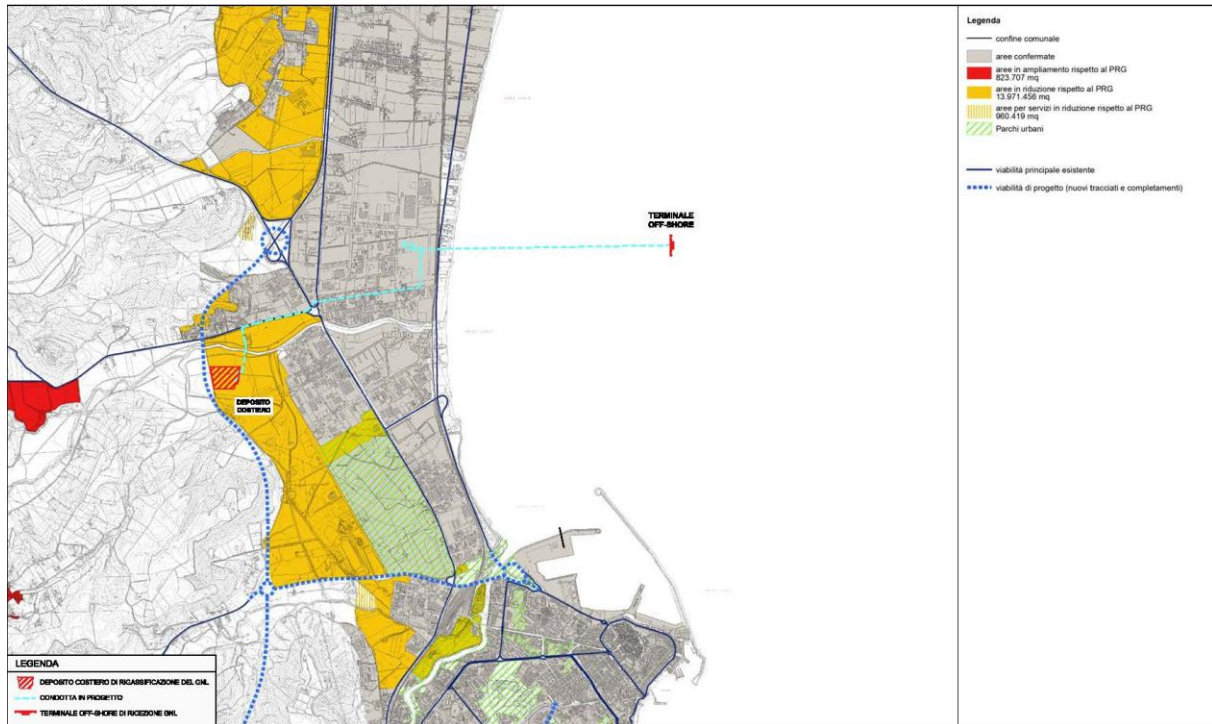 Legenda
confine comunale
aree confermate
aree in ampliamento rispetto al PRG
823.707 mq
aree in riduzione rispetto al PRG
13.971.456 mq
aree per servizi in riduzione rispetto al PRG
960.419 mq
Parchi urbani
viabilità principale esistente
viabilità di progetto (nuovi tracciati e completamenti)
TERMINALE
OFF-SHORE
DEPOSITO
COSTIERO
LEGENDA
DEPOSITO COSTIERO DI RIGASSIFICAZIONE DEL GNL
CONDOTTA IN PROGETTO
TERMINALE OFF-SHORE DI RICEZIONE GNL